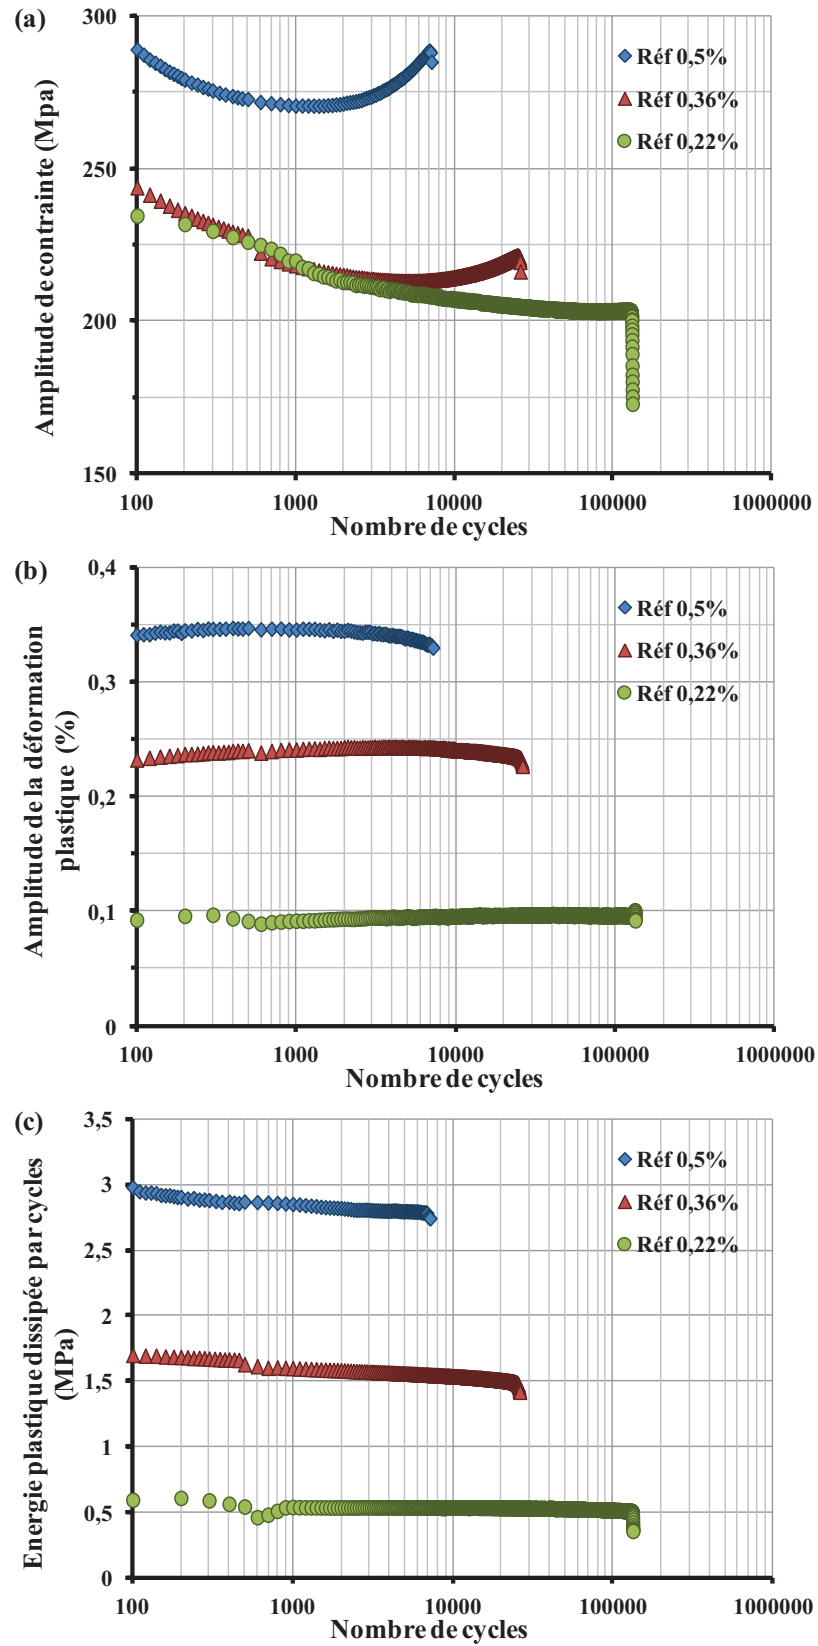 (a)
Amplitude de contrainte (Mpa)
300
250
200
150
Réf 0,5%
Réf 0,36%
Réf 0,22%
100 1000 10000 100000 1000000
Nombre de cycles
(b)
Amplitude de la déformation
plastique (%)
0,4
0,3
0,2
0,1
0
Réf 0,5%
Réf 0,36%
Réf 0,22%
100 1000 10000 100000 1000000
Nombre de cycles
(c)
Energie plastique dissipée par cycles
(MPa)
3,5
3
2,5
2
1,5
1
0,5
0
Réf 0,5%
Réf 0,36%
Réf 0,22%
100 1000 10000 100000 1000000
Nombre de cycles